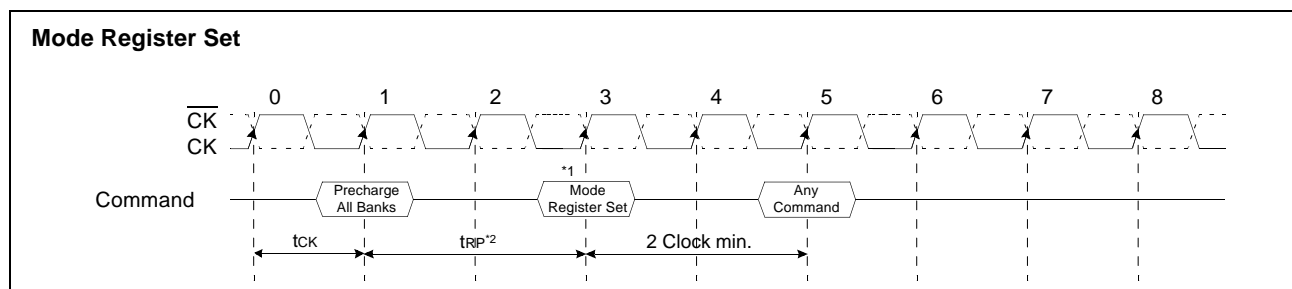 Mode Register Set
0 1 2 3 4 5 6 7 8
CK
CK
*1
Command
Precharge
All Banks
Mode
Register Set
Any
Command
tCK
tRP*2
2 Clock min.